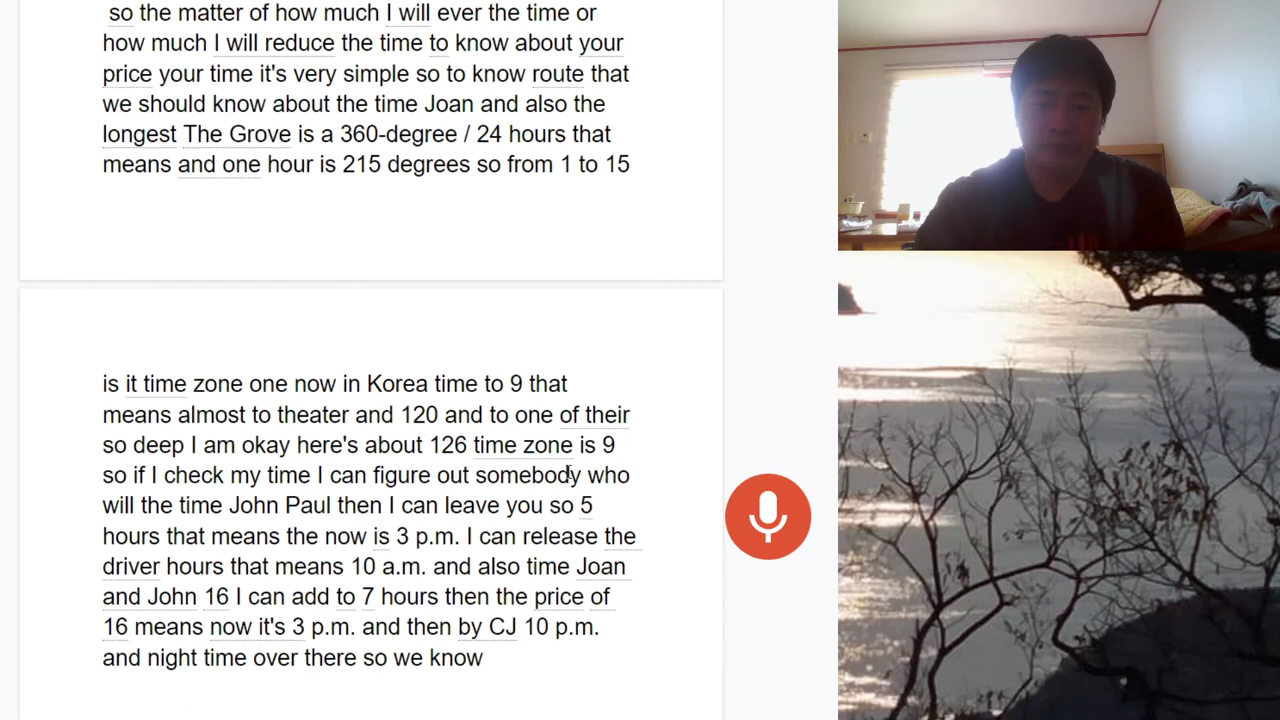 so the matter of how much I will ever the time or
how much I will reduce the time to know about your
price your time it's very simple so to know route that
we should know about the time Joan and also the
longest The Grove is a 360-degree / 24 hours that
means and one hour is 215 degrees so from 1 to 15
is it time zone one now in Korea time to 9 that
means almost to theater and 120 and to one of their
so deep I am okay here's about 126 time zone is 9
so if I check my time I can figure out somebody who
will the time John Paul then I can leave you so 5
hours that means the now is 3 p.m. I can release the
driver hours that means 10 a.m. and also time Joan
and John 16 I can add to 7 hours then the price of
16 means now it's 3 p.m. and then by CJ 10 p.m.
and night time over there so we know